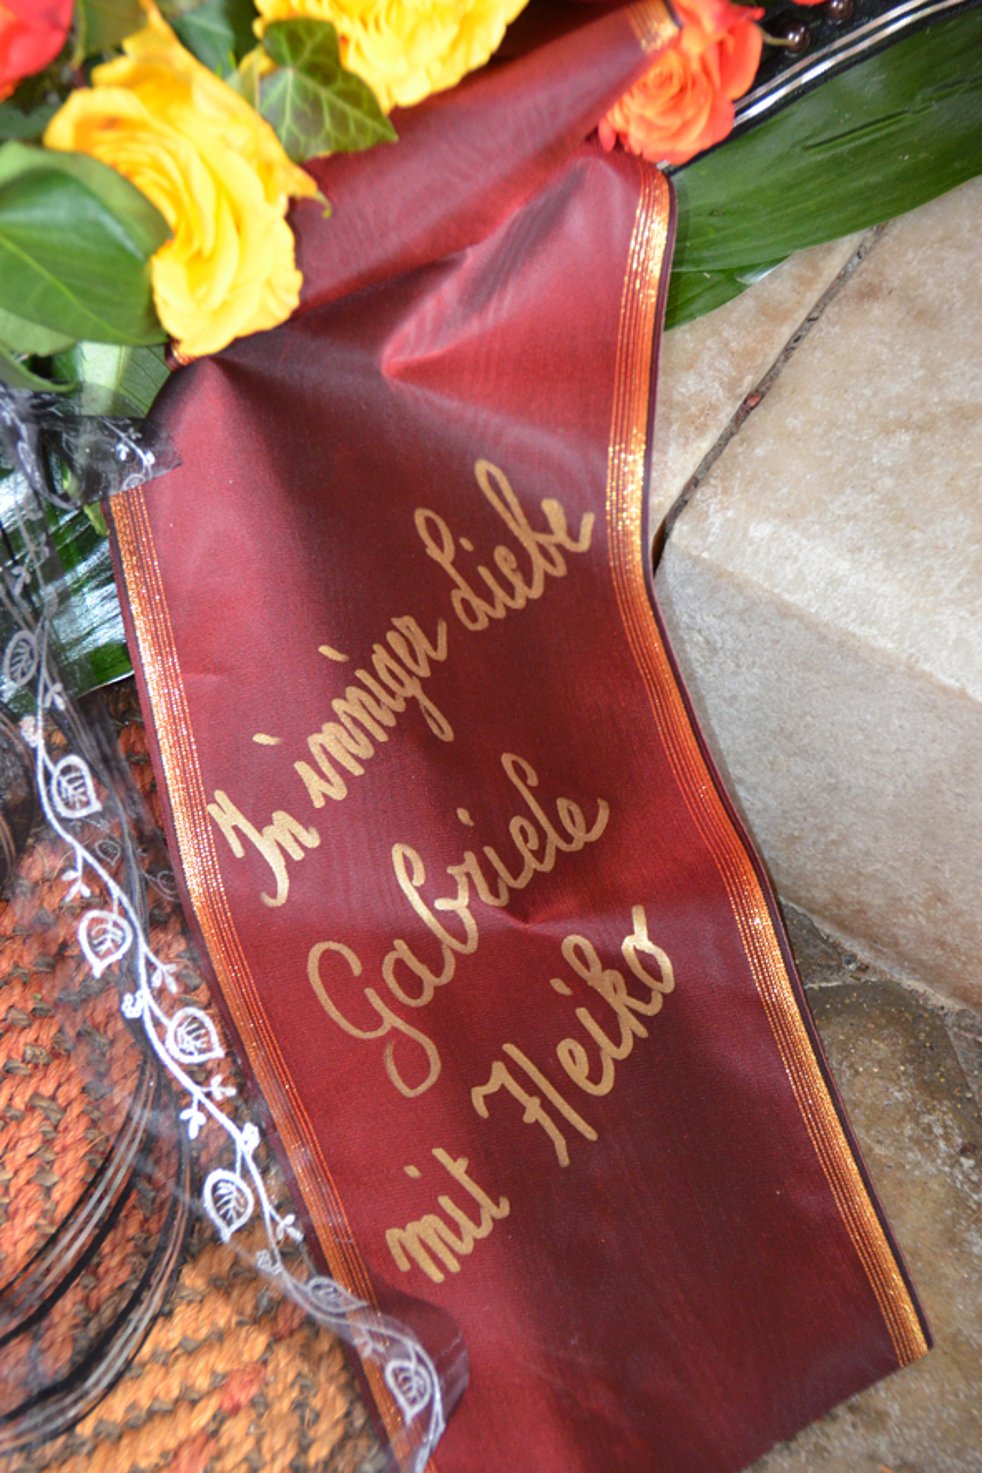 In inniger Liebe
Gabriele
mit Heiko